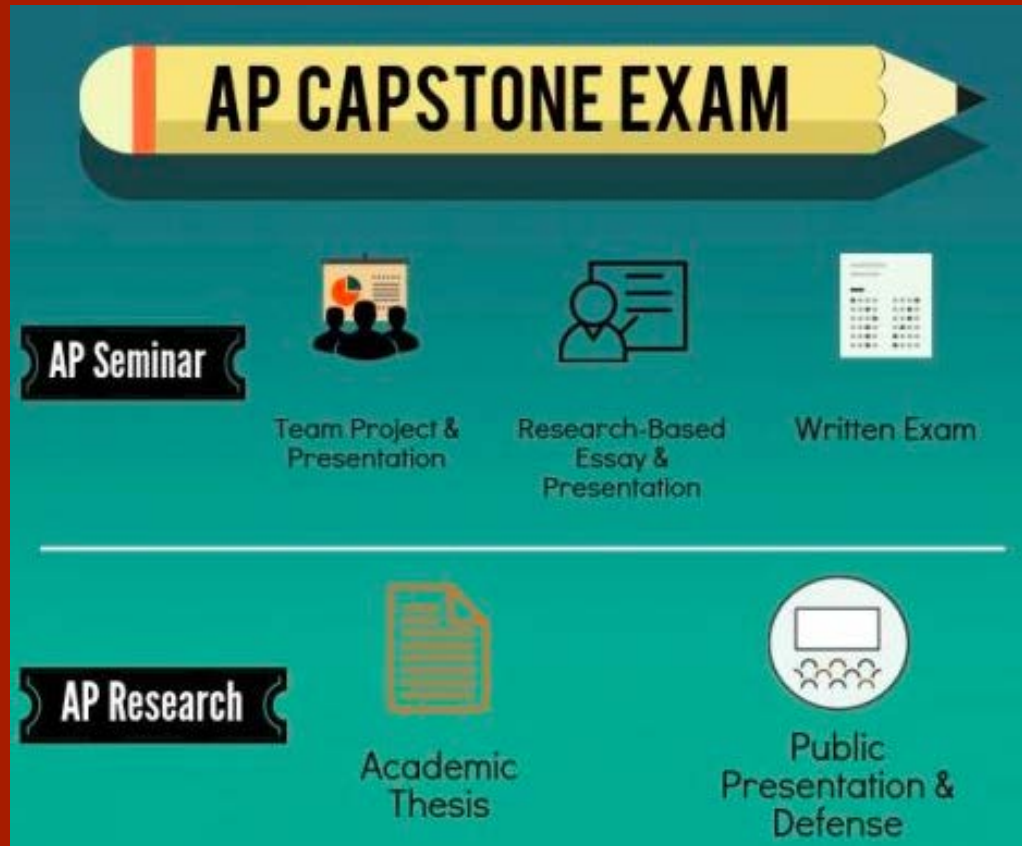 AP CAPSTONE EXAM
AP Seminar
Team Project &
Presentation
Research-Based
Essay &
Presentation
Written Exam
AP Research
Academic
Thesis
Public
Presentation &
Defense